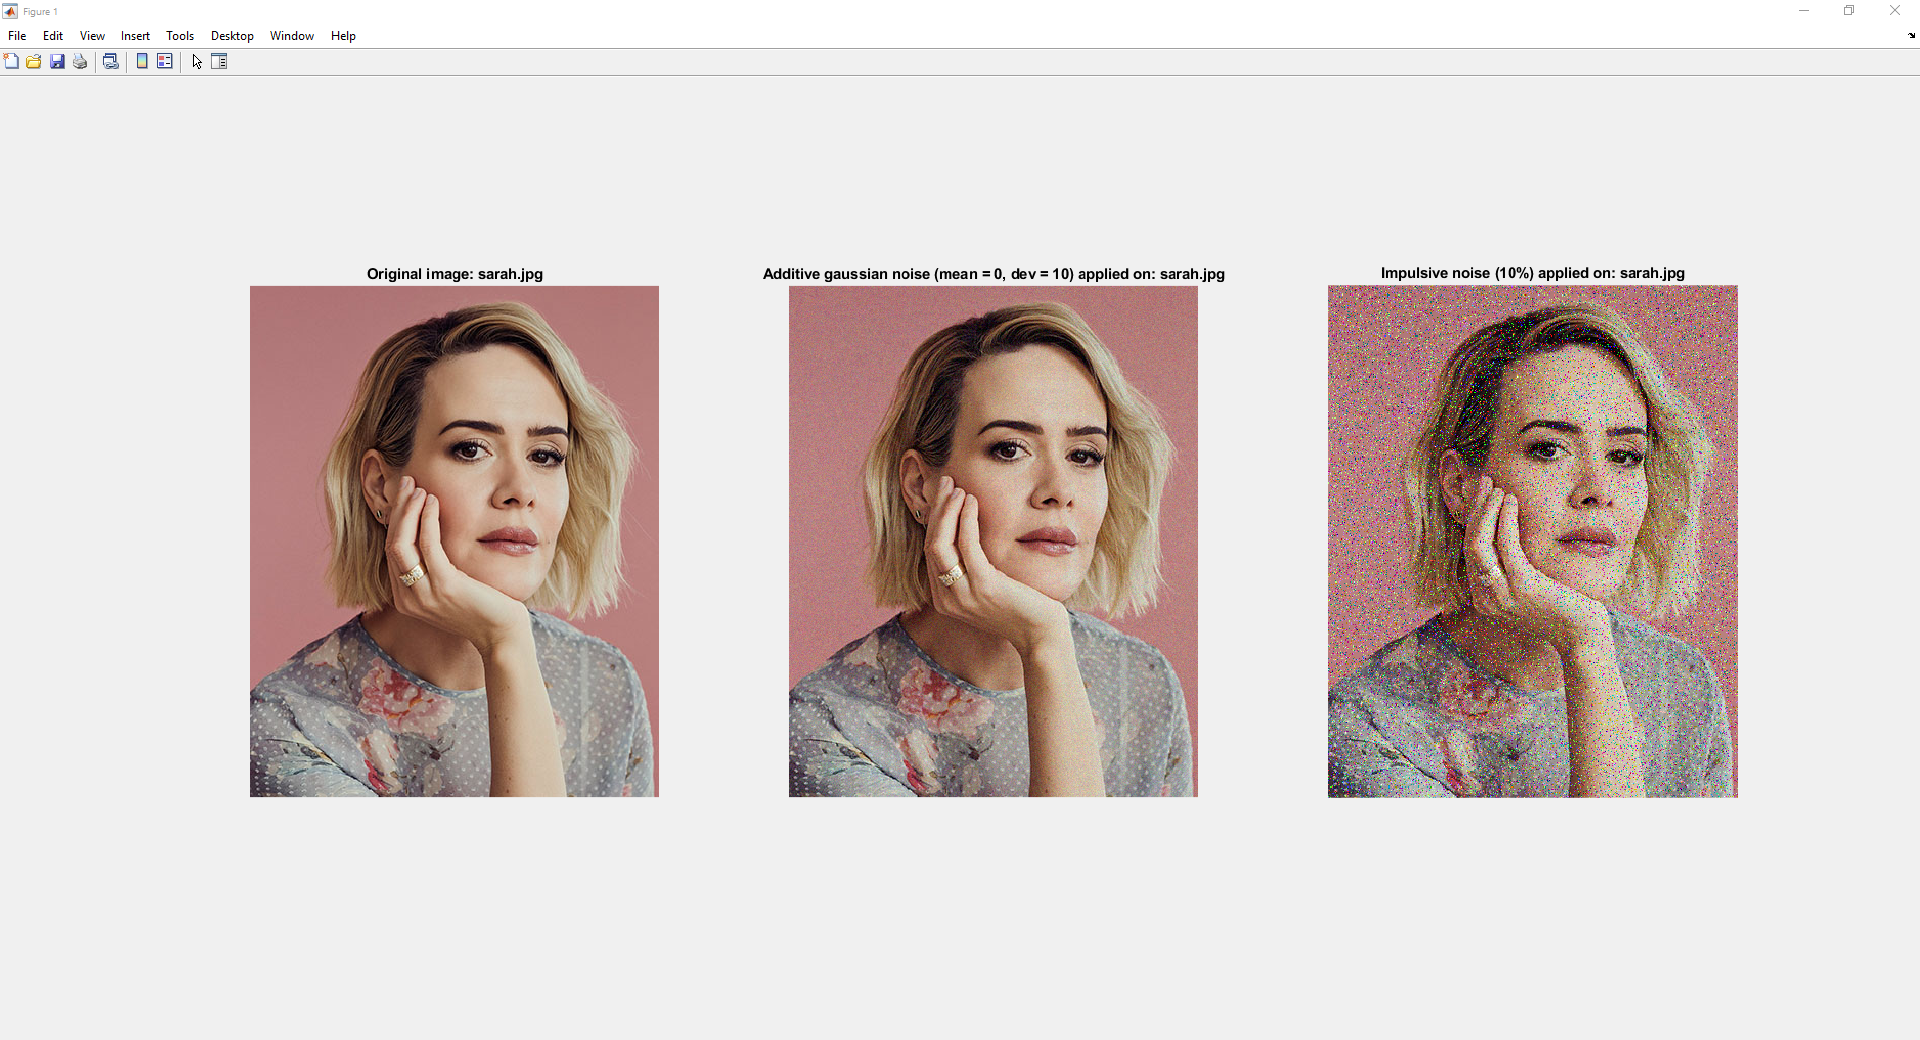 Figure 1
File Edit View Insert Tools Desktop Window Help
Original image: sarah.jpg
Additive gaussian noise (mean = 0, dev = 10) applied on: sarah.jpg
Impulsive noise (10%) applied on: sarah.jpg